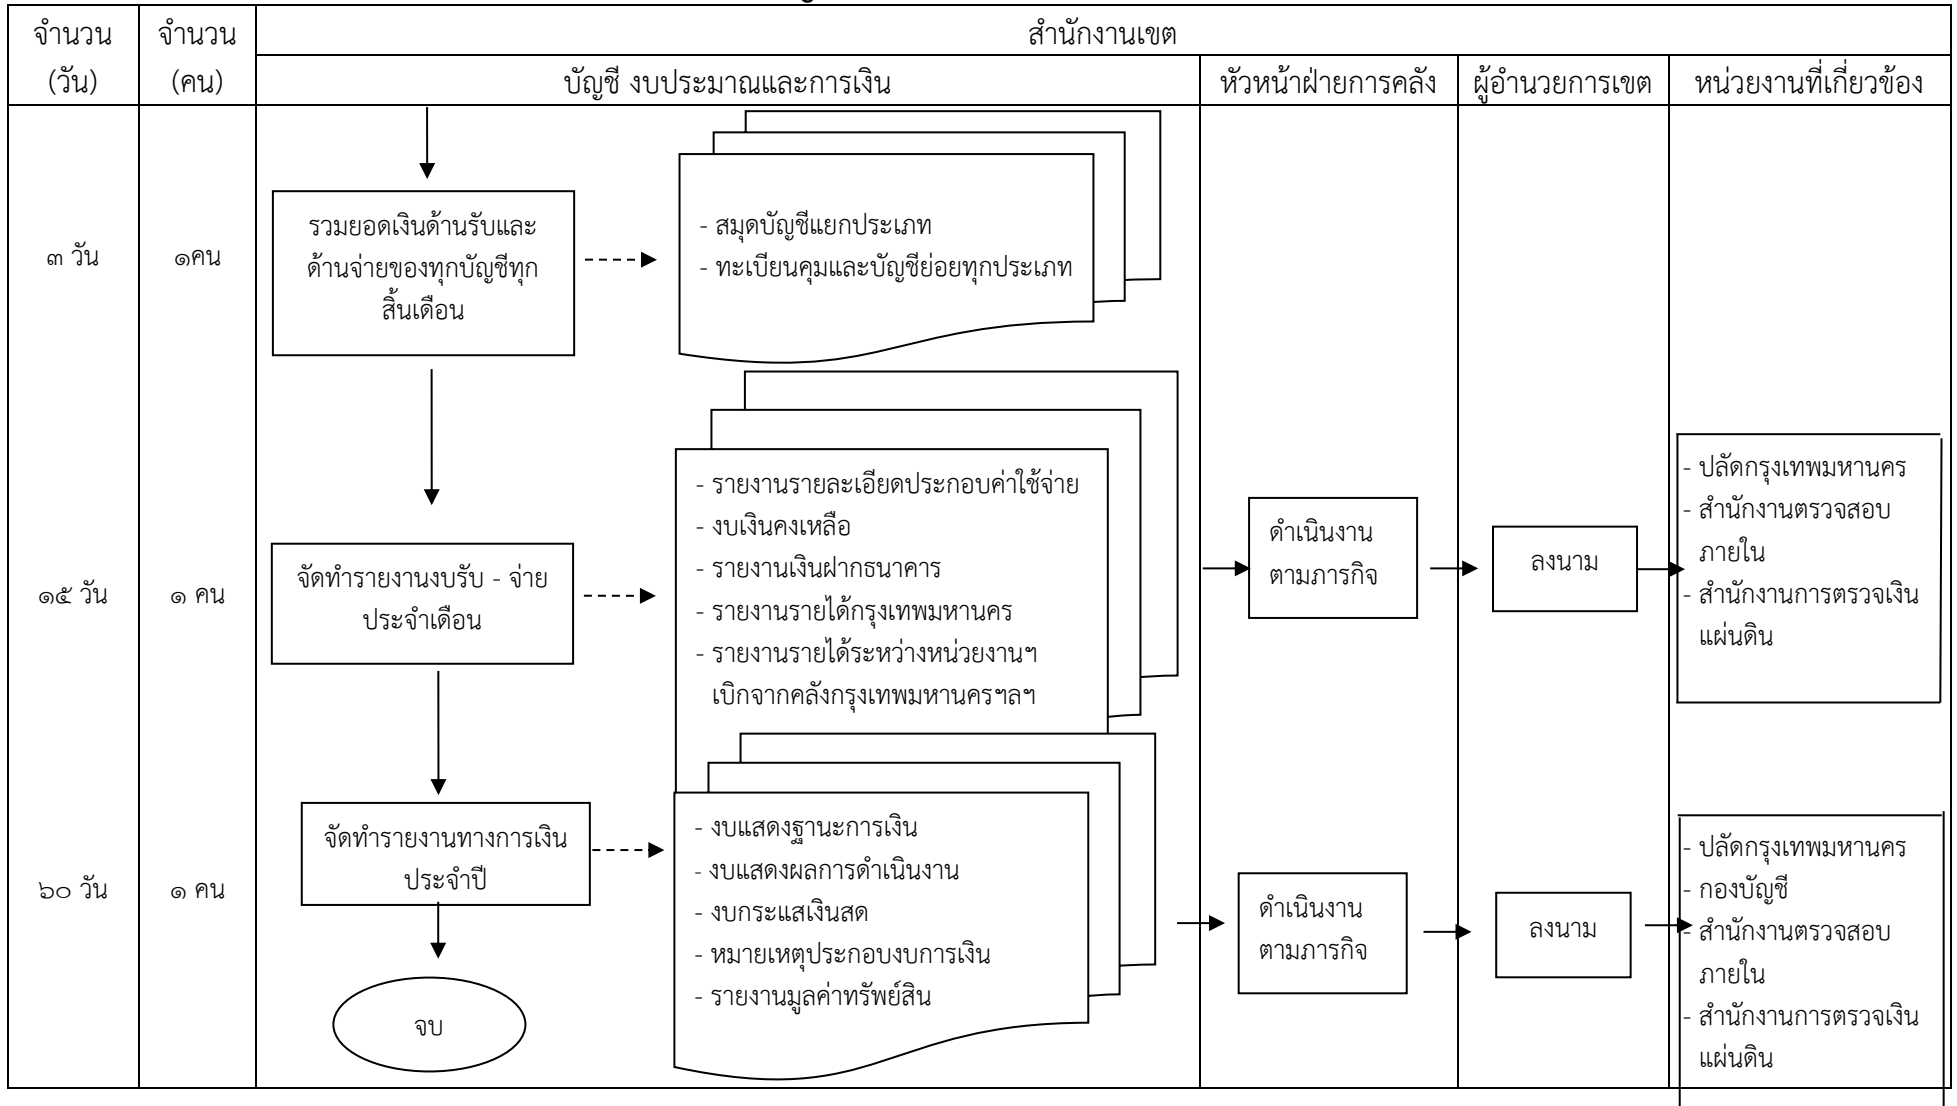 จำนวน
(วัน)
จำนวน
(คน)
สำนักงานเขต
บัญชี งบประมาณและการเงิน
หัวหน้าฝ่ายการคลัง
ผู้อำนวยการเขต
หน่วยงานที่เกี่ยวข้อง
๓ วัน
๑คน
รวมยอดเงินด้านรับและ
ด้านจ่ายของทุกบัญชีทุก
สิ้นเดือน
- สมุดบัญชีแยกประเภท
- ทะเบียนคุมและบัญชีย่อยทุกประเภท
๑๕ วัน
๑ คน
จัดทำรายงานงบรับ - จ่าย
ประจำเดือน
- รายงานรายละเอียดประกอบค่าใช้จ่าย
- งบเงินคงเหลือ
- รายงานเงินฝากธนาคาร
- รายงานรายได้กรุงเทพมหานคร
- รายงานรายได้ระหว่างหน่วยงานฯ
เบิกจากคลังกรุงเทพมหานครฯลฯ
ดำเนินงาน
ตามภารกิจ
ลงนาม
- ปลัดกรุงเทพมหานคร
- สำนักงานตรวจสอบ
ภายใน
- สำนักงานการตรวจเงิน
แผ่นดิน
๖๐ วัน
๑ คน
จัดทำรายงานทางการเงิน
ประจำปี
- งบแสดงฐานะการเงิน
- งบแสดงผลการดำเนินงาน
- งบกระแสเงินสด
- หมายเหตุประกอบงบการเงิน
- รายงานมูลค่าทรัพย์สิน
ดำเนินงาน
ตามภารกิจ
ลงนาม
- ปลัดกรุงเทพมหานคร
- กองบัญชี
- สำนักงานตรวจสอบ
ภายใน
- สำนักงานการตรวจเงิน
แผ่นดิน
จบ